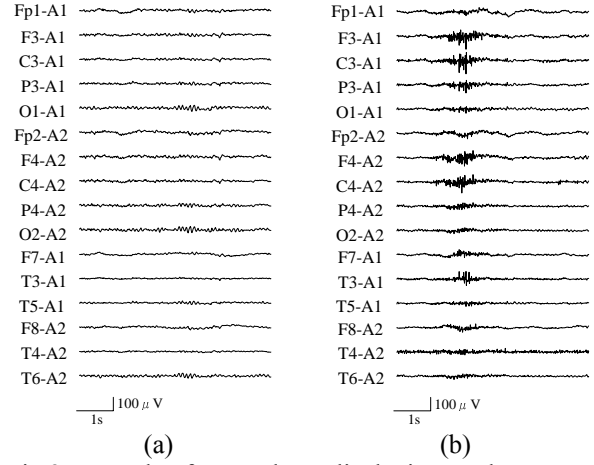 Fp1-A1
F3-A1
C3-A1
P3-A1
O1-A1
Fp2-A2
F4-A2
C4-A2
P4-A2
O2-A2
F7-A1
T3-A1
T5-A1
F8-A2
T4-A2
T6-A2
100 μ V
1s
(a)
Fp1-A1
F3-A1
C3-A1
P3-A1
O1-A1
Fp2-A2
F4-A2
C4-A2
P4-A2
O2-A2
F7-A1
T3-A1
T5-A1
F8-A2
T4-A2
T6-A2
100 μ V
1s
(b)